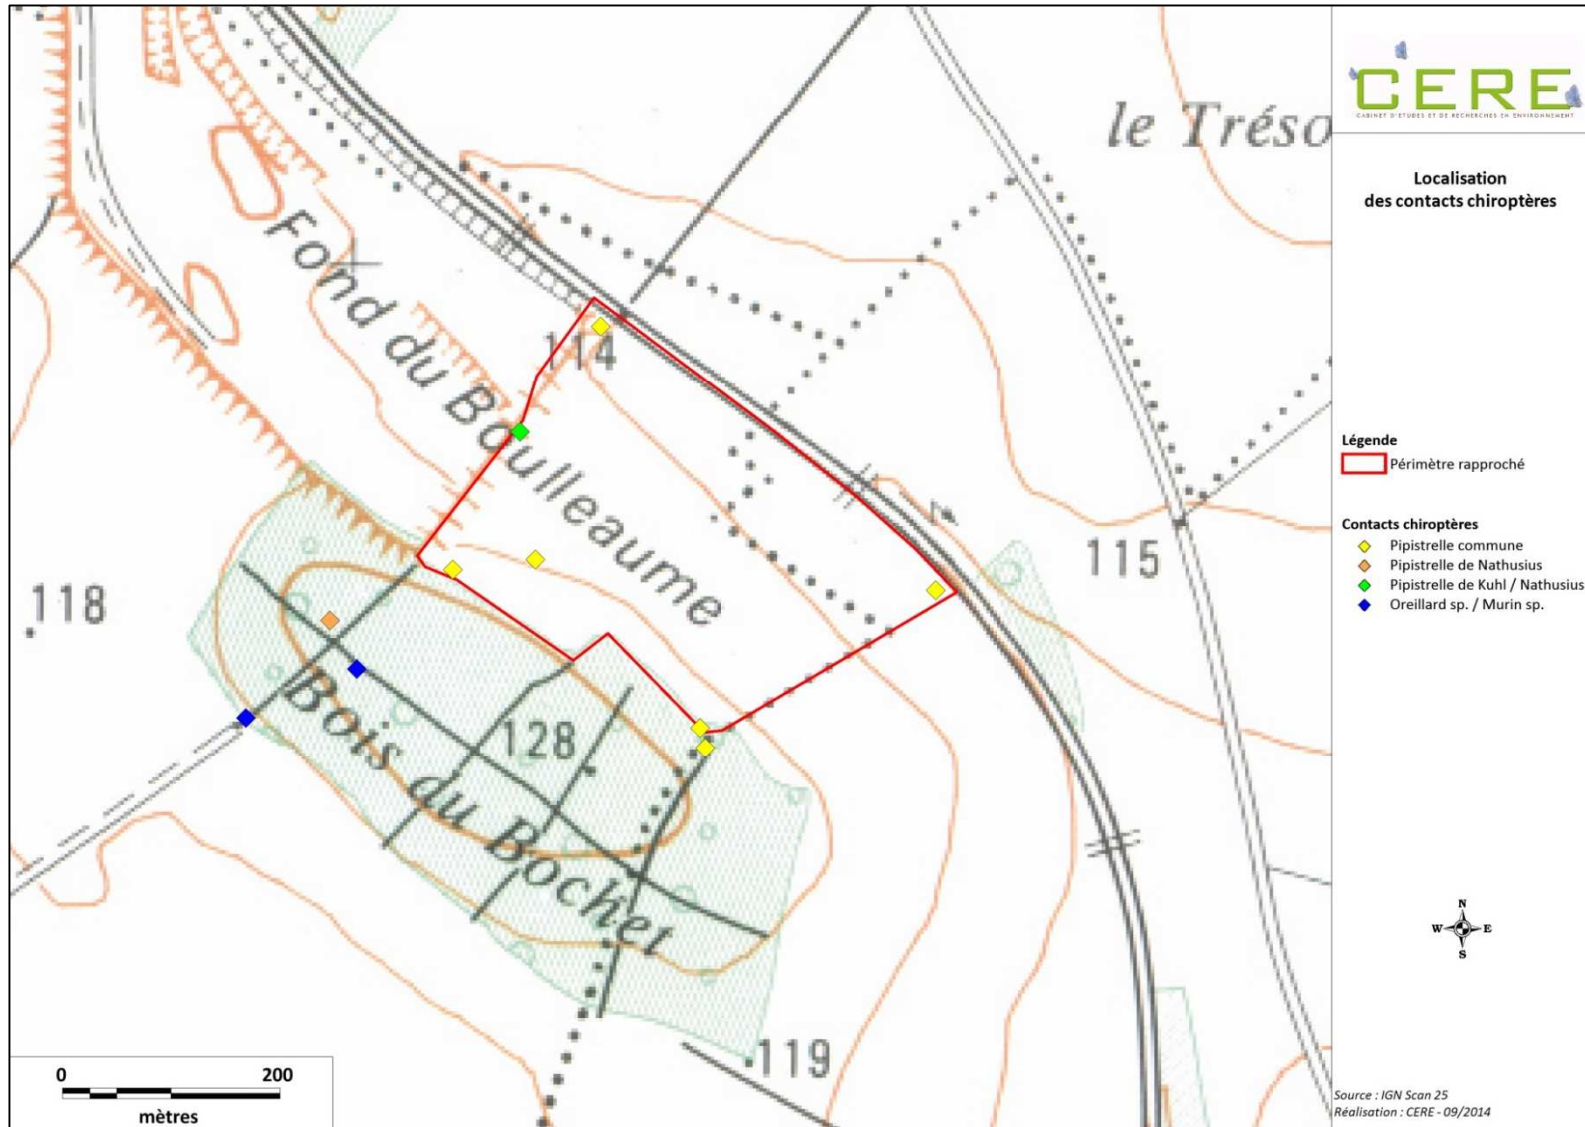 le Tréso
Fond du Boulleaume
114
115
118
128
Bois du Bochet
119
0 200
mètres
CERE
CABINET D'ETUDES ET DE RECHERCHES EN ENVIRONNEMENT
Localisation
des contacts chiroptères
Légende
Périmètre rapproché
Contacts chiroptères
Pipistrelle commune
Pipistrelle de Nathusius
Pipistrelle de Kuhl / Nathusius
Oreillard sp. / Murin sp.
N
W E
S
Source : IGN Scan 25
Réalisation : CERE - 09/2014